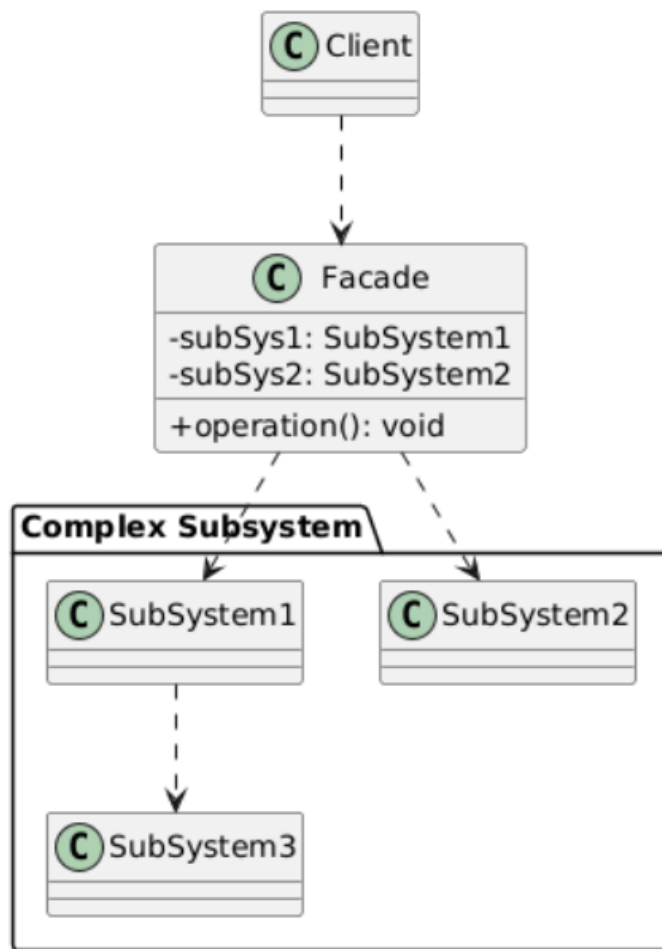 C Client
C Facade
-subSys1: SubSystem1
-subSys2: SubSystem2
+operation(): void
Complex Subsystem
C SubSystem1
C SubSystem2
C SubSystem3